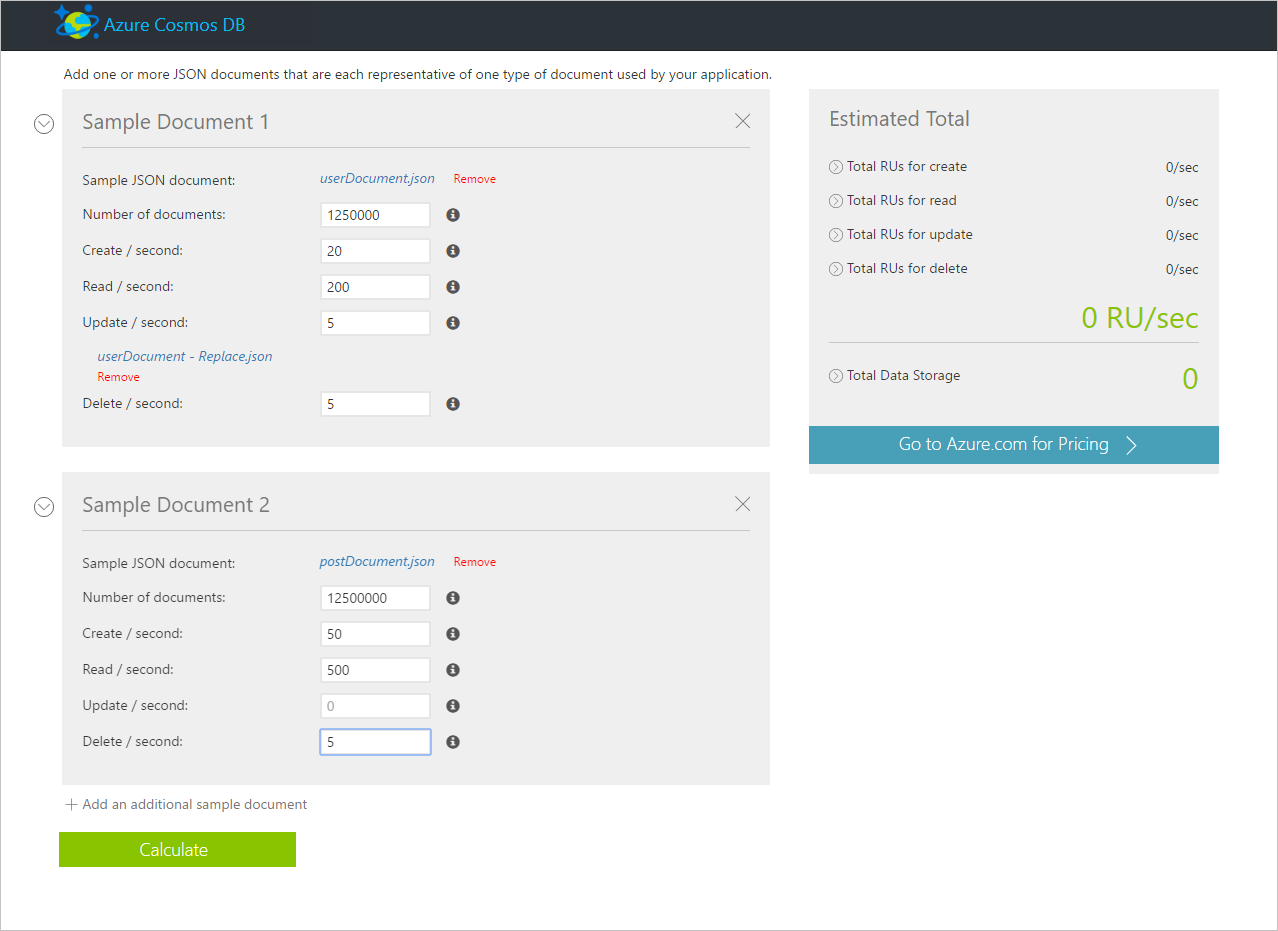 Azure Cosmos DB
Add one or more JSON documents that are each representative of one type of document used by your application.
Sample Document 1
Sample JSON document: userDocument.json Remove
Number of documents: 1250000
Create / second: 20
Read / second: 200
Update / second: 5
userDocument - Replace.json
Remove
Delete / second: 5
Sample Document 2
Sample JSON document: postDocument.json Remove
Number of documents: 12500000
Create / second: 50
Read / second: 500
Update / second: 0
Delete / second: 5
Add an additional sample document
Calculate
Estimated Total
Total RUs for create 0/sec
Total RUs for read 0/sec
Total RUs for update 0/sec
Total RUs for delete 0/sec
0 RU/sec
Total Data Storage 0
Go to Azure.com for Pricing